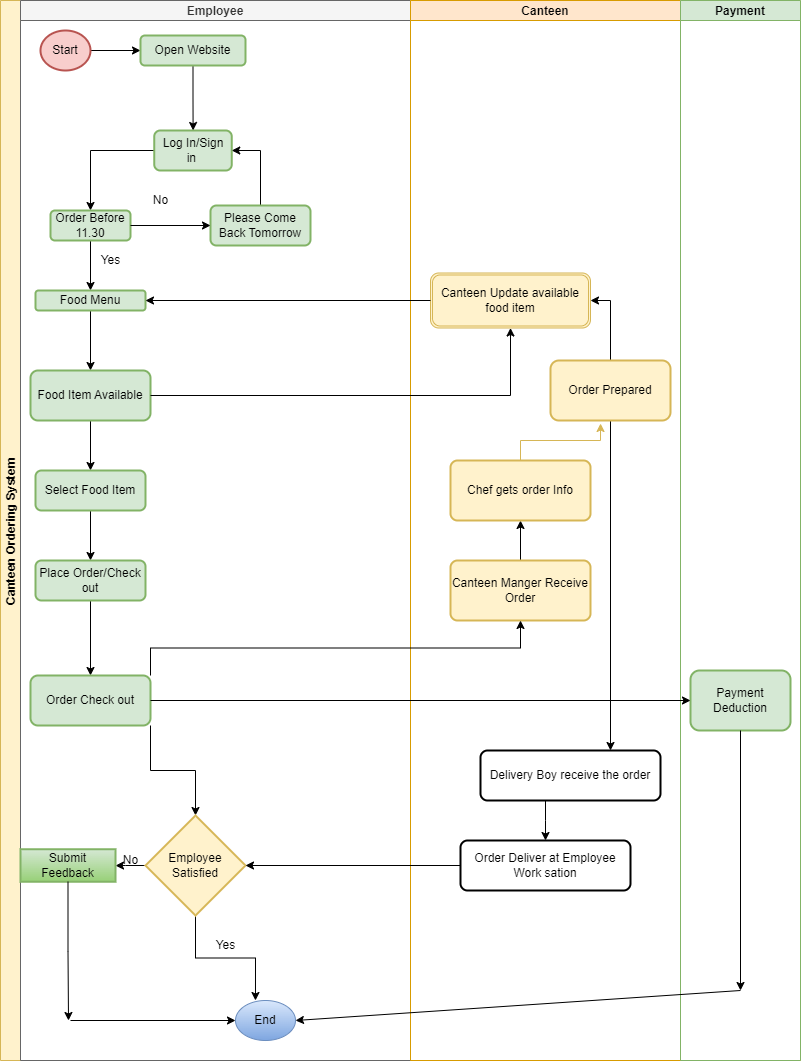 Employee
Canteen
Payment
Canteen Ordering System
Start
Open Website
Log In/Sign
in
No
Order Before
11.30
Please Come
Back Tomorrow
Yes
Food Menu
Canteen Update available
food item
Food Item Available
Order Prepared
Select Food Item
Chef gets order Info
Place Order/Check
out
Canteen Manger Receive
Order
Order Check out
Payment
Deduction
Delivery Boy receive the order
Submit
Feedback
No
Employee
Satisfied
Order Deliver at Employee
Work sation
Yes
End